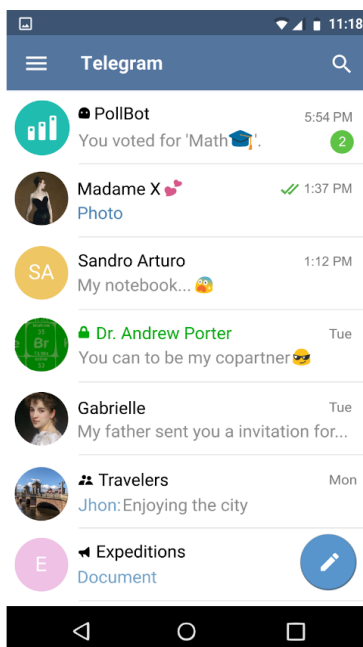 11:18
Telegram
PollBot
5:54 PM
You voted for 'Math🎓'.
2
Madame X 💕
1:37 PM
Photo
SA
Sandro Arturo
1:12 PM
My notebook... 😨
Br
Dr. Andrew Porter
Tue
You can to be my copartner😎
Gabrielle
Tue
My father sent you a invitation for...
Travelers
Mon
Jhon:Enjoying the city
E
Expeditions
Document